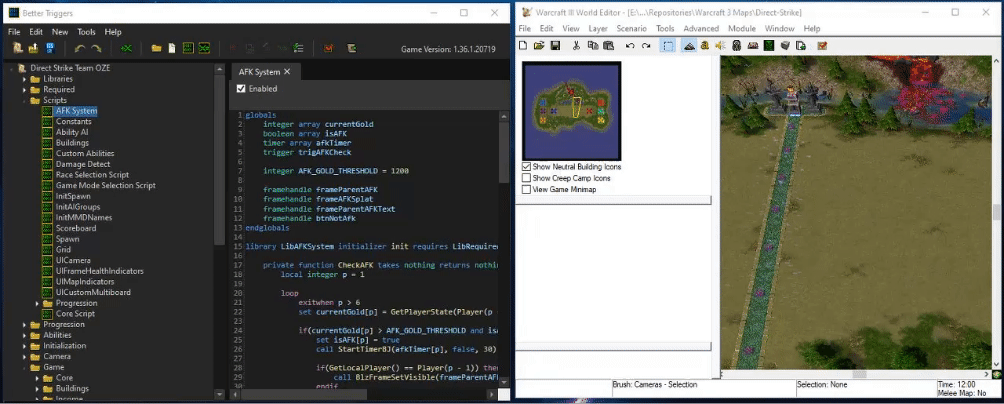 Better Triggers
File Edit New Tools Help
Game Version: 1.36.1.20719
Direct Strike Team OZE
Libraries
Required
Scripts
AFK System
Constants
Ability AI
Buildings
Custom Abilities
Damage Detect
Race Selection Script
Game Mode Selection Script
InitSpawn
InitAIGroups
InitMMDNames
Scoreboard
Spawn
Grid
UICamera
UIFrameHealthIndicators
UIMapIndicators
UICustomMultiboard
Progression
Core Script
Progression
Abilities
Initialization
Camera
Game
Core
Buildings
Income
AFK System
Enabled
1 globals
2 integer array currentGold
3 boolean array isAFK
4 timer array afkTimer
5 trigger trigAFKCheck
6
7 integer AFK_GOLD_THRESHOLD = 1200
8
9 framehandle frameParentAFK
10 framehandle frameAFKSplat
11 framehandle frameParentAFKText
12 framehandle btnNotAfk
13 endglobals
14
15 library LibAFKSystem initializer init requires LibRequire
16
17 private function CheckAFK takes nothing returns nothin
18 local integer p = 1
19
20 loop
21 exitwhen p > 6
22 set currentGold[p] = GetPlayerState(Player(p
23
24 if(currentGold[p] > AFK_GOLD_THRESHOLD and is
25 set isAFK[p] = true
26 call StartTimerBJ(afkTimer[p], false, 30)
27
28 if(GetLocalPlayer() == Player(p - 1)) the
29 call BlzFrameSetVisible(frameParentAF
30 endif
Warcraft III World Editor - [E:\...\Repositories\Warcraft 3 Maps\Direct-Strike]
File Edit View Layer Scenario Tools Advanced Module Window Help
Show Neutral Building Icons
Show Creep Camp Icons
View Game Minimap
Brush: Cameras - Selection
Selection: None
Time: 12:00
Melee Map: No